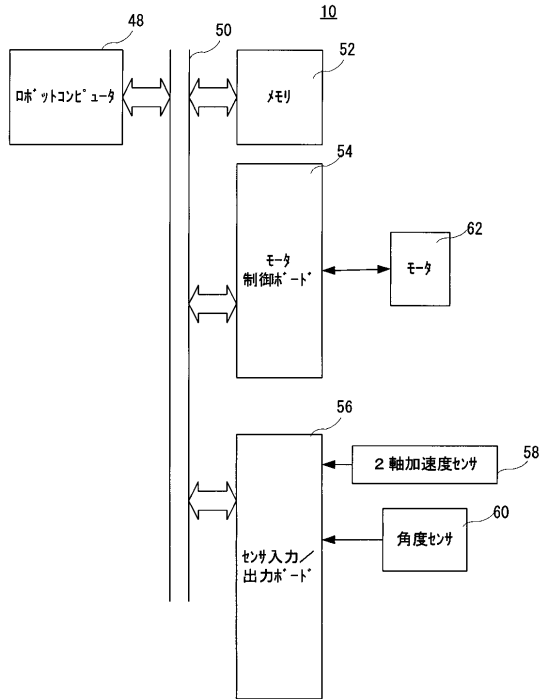 10
48
50
52
ロボットコンピュータ
メモリ
54
モータ
制御ボード
62
モータ
56
2軸加速度センサ
58
60
角度センサ
センサ入力／
出力ボード